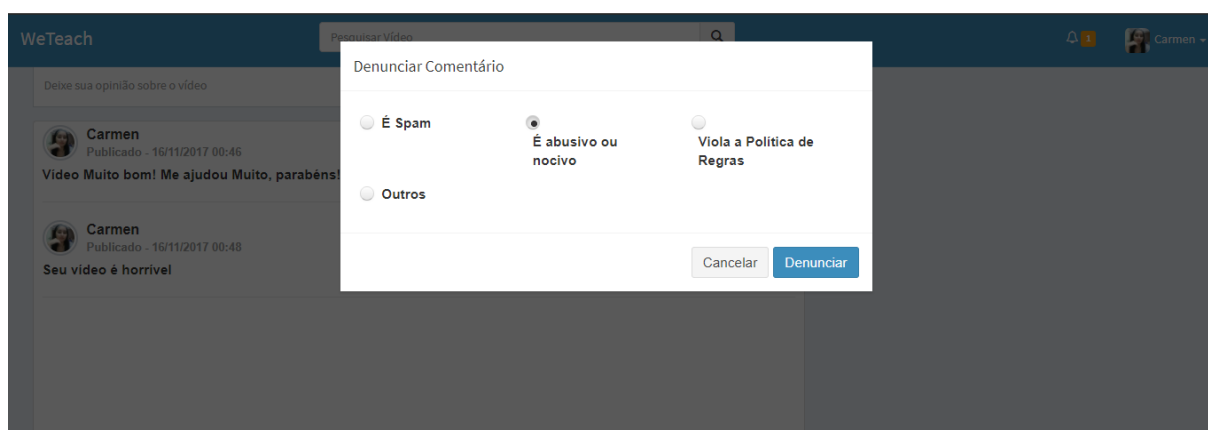 WeTeach
Pesquisar Vídeo
1
Carmen
Denunciar Comentário
Deixe sua opinião sobre o vídeo
É Spam
É abusivo ou
nocivo
Viola a Política de
Regras
Outros
Carmen
Publicado - 16/11/2017 00:46
Video Muito bom! Me ajudou Muito, parabéns!
Carmen
Publicado - 16/11/2017 00:48
Seu vídeo é horrível
Cancelar
Denunciar